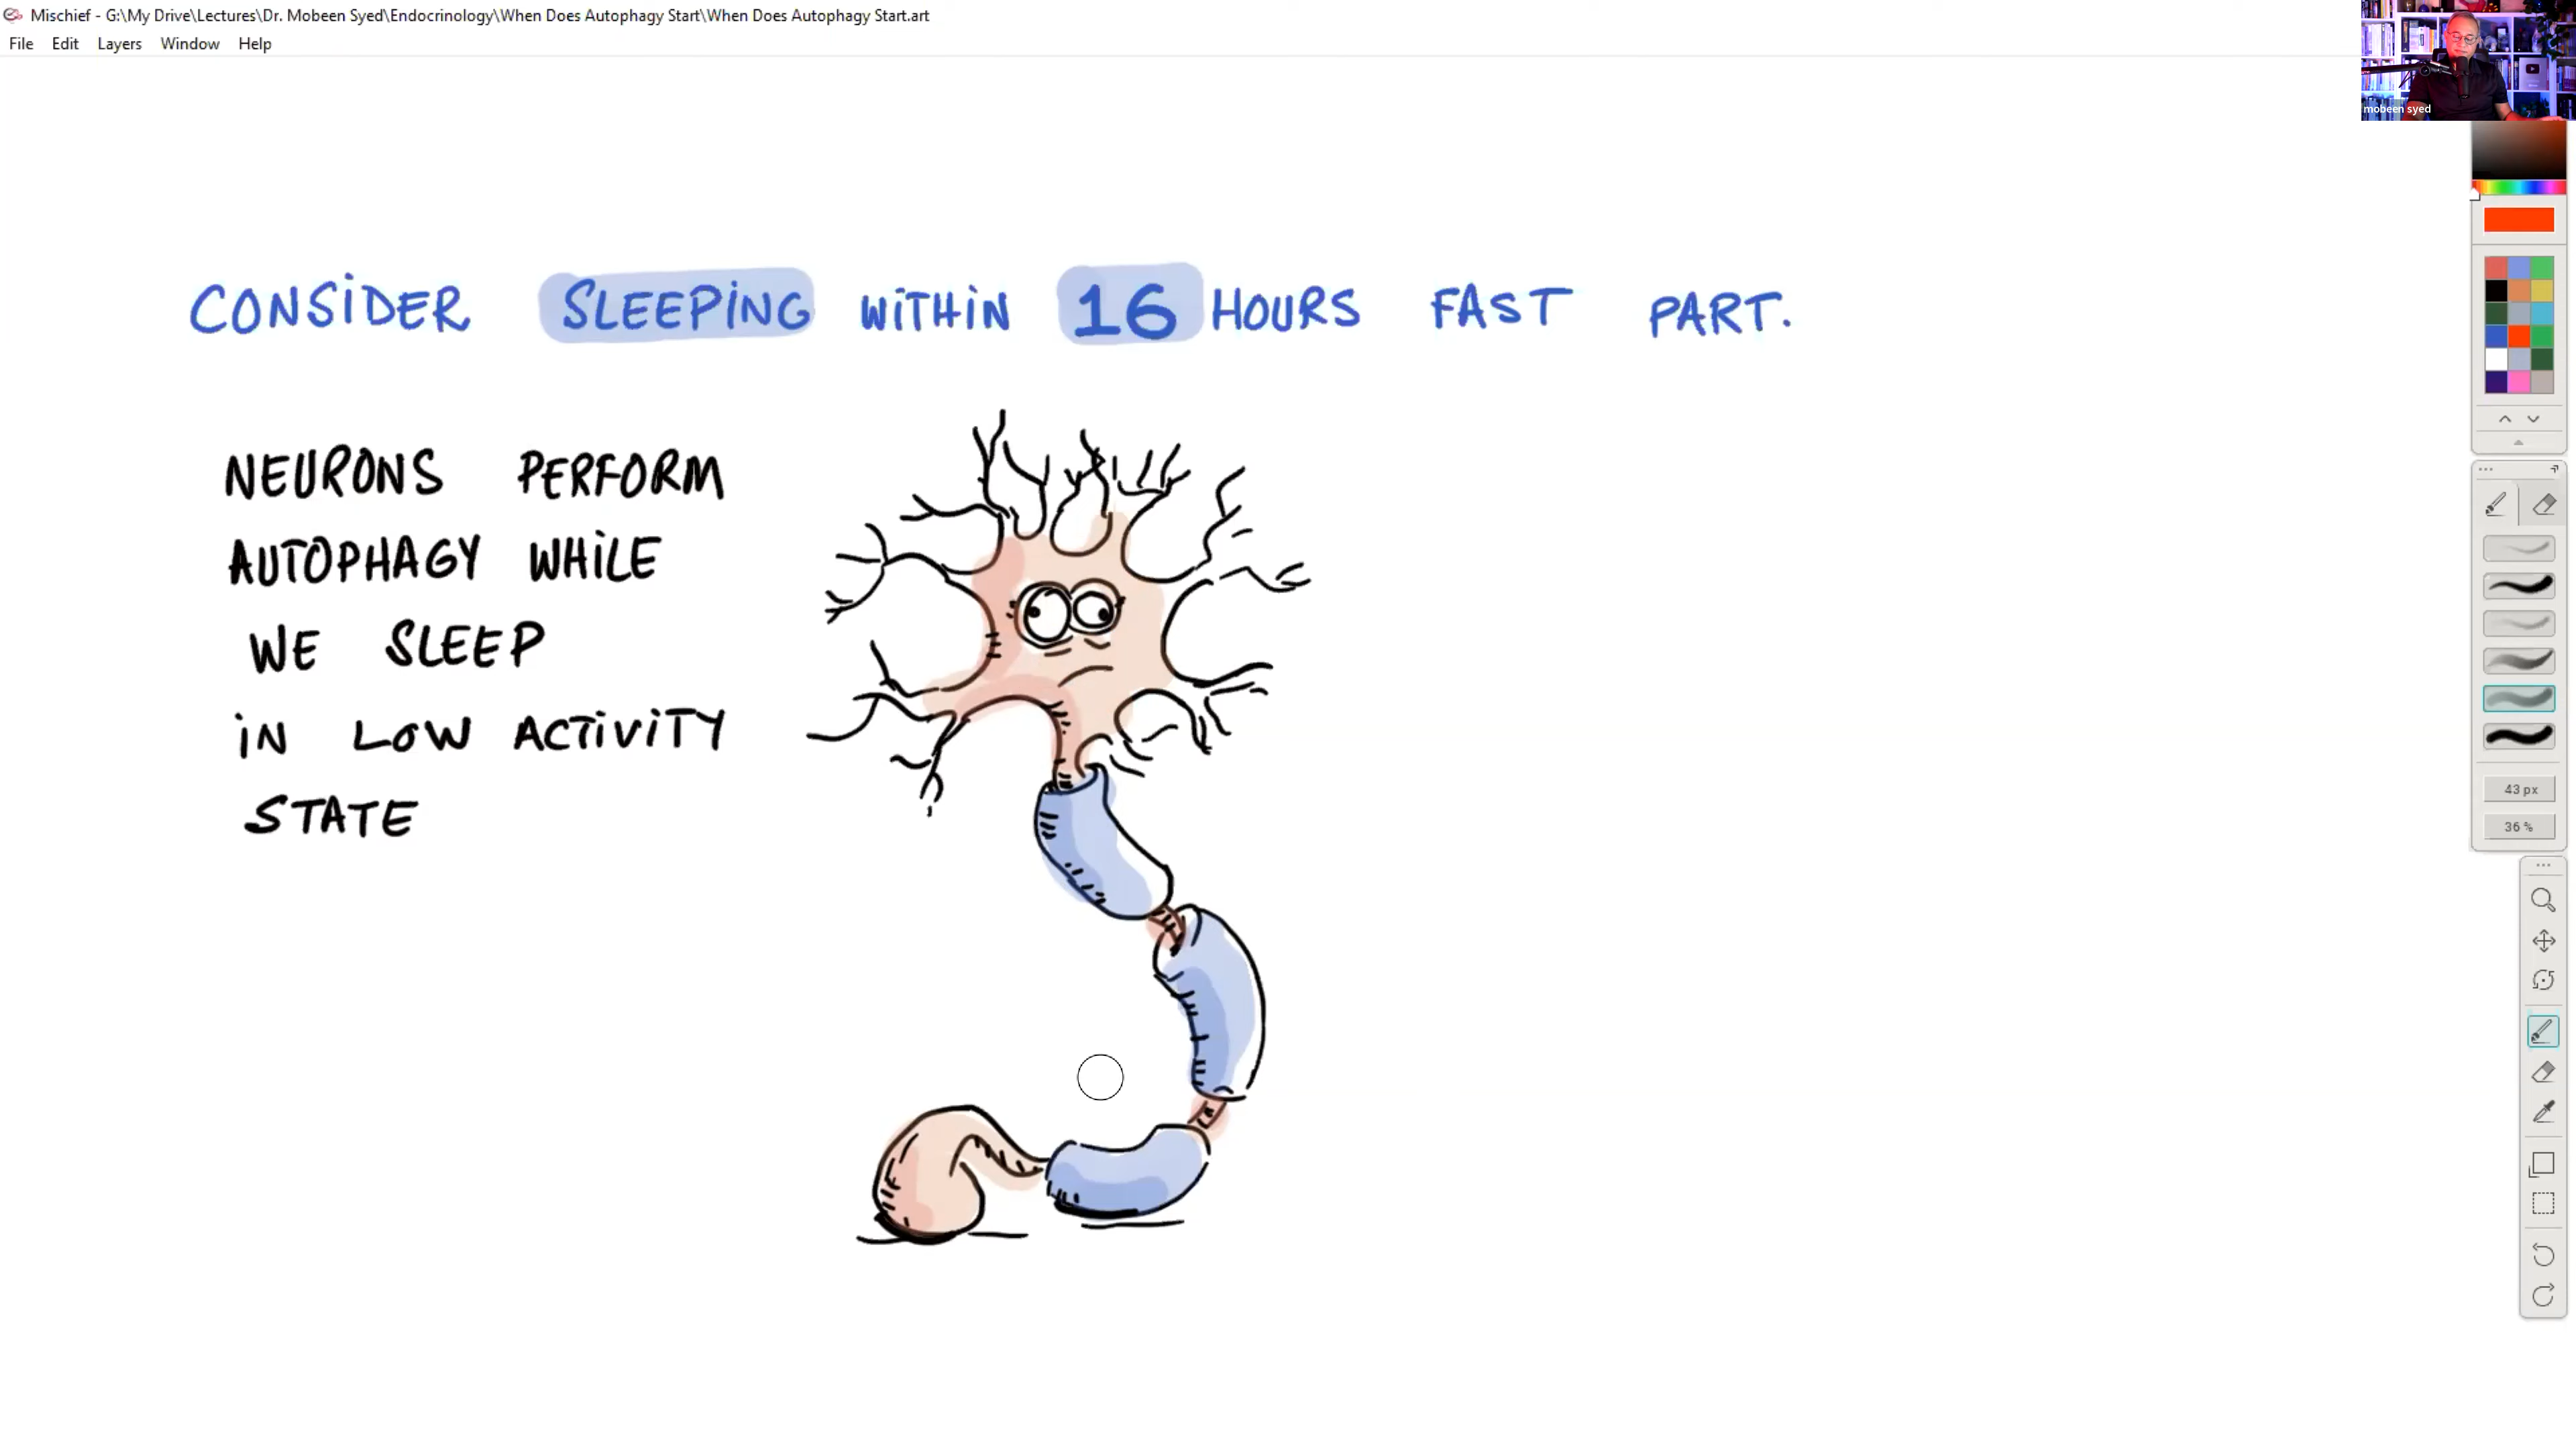 Mischief - G:\My Drive\Lectures\Dr. Mobeen Syed\Endocrinology\When Does Autophagy Start\When Does Autophagy Start.art
File Edit Layers Window Help
mobeen syed
CONSIDER SLEEPING WITHIN 16 HOURS FAST PART.
NEURONS PERFORM
AUTOPHAGY WHILE
WE SLEEP
IN LOW ACTIVITY
STATE
43 px
36 %